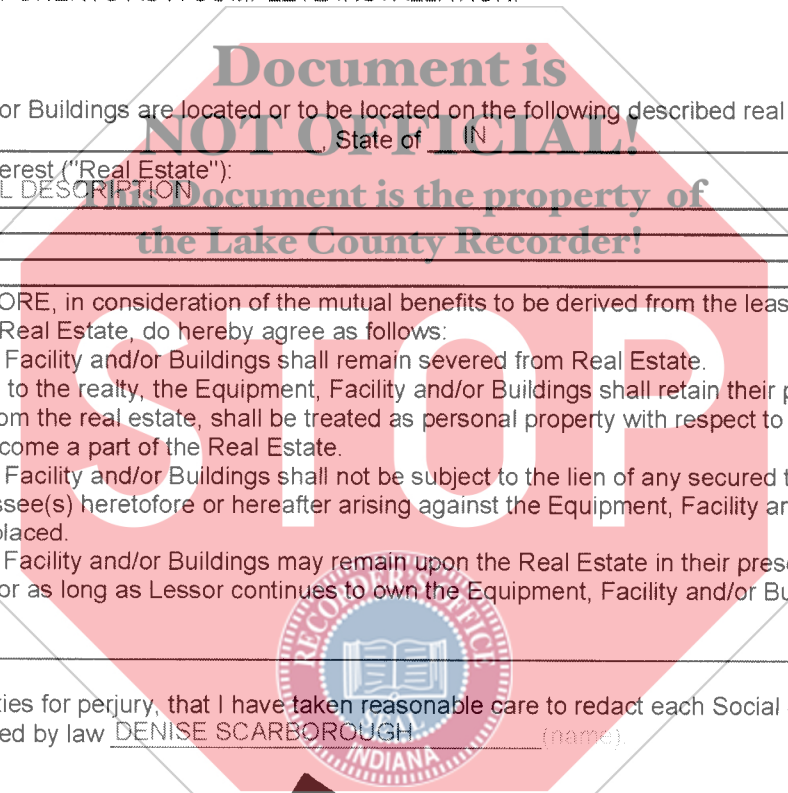 Document is
or Buildings are located or to be located on the following described real
NOT OFFICIAL!
, State of IN
erest ("Real Estate"):
L DESCRIPTION
This Document is the property of
the Lake County Recorder!
ORE, in consideration of the mutual benefits to be derived from the leas
Real Estate, do hereby agree as follows:
Facility and/or Buildings shall remain severed from Real Estate.
to the realty, the Equipment, Facility and/or Buildings shall retain their p
om the real estate, shall be treated as personal property with respect to
come a part of the Real Estate.
Facility and/or Buildings shall not be subject to the lien of any secured t
ssee(s) heretofore or hereafter arising against the Equipment, Facility an
placed.
Facility and/or Buildings may remain upon the Real Estate in their prese
or as long as Lessor continues to own the Equipment, Facility and/or Bu
STOP
RECORDER'S OFFICE
ties for perjury, that I have taken reasonable care to redact each Social
SEAL
ed by law DENISE SCARBOROUGH (name).
INDIANA